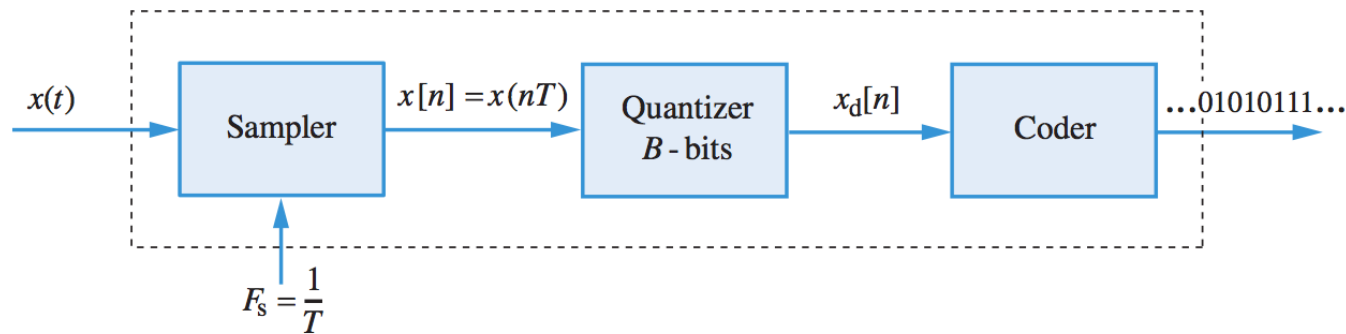 x(t)
Sampler
x[n] = x(nT)
Quantizer
B - bits
x_d[n]
Coder
...01010111...
F_s = 1/T